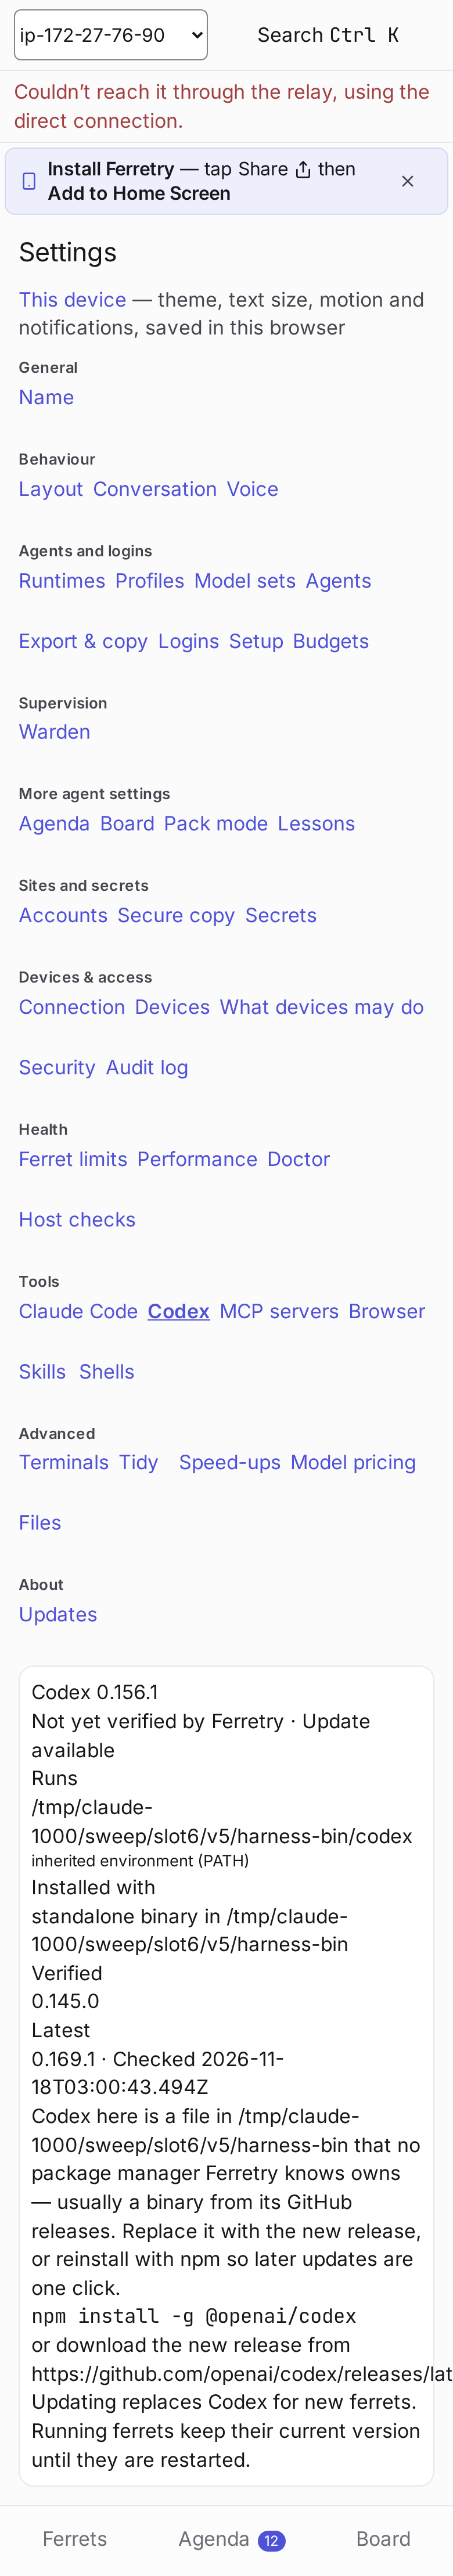 ip-172-27-76-90 Search Ctrl K
Couldn't reach it through the relay, using the
direct connection.
Install Ferretry — tap Share then
Add to Home Screen
Settings
This device — theme, text size, motion and
notifications, saved in this browser
General
Name
Behaviour
Layout Conversation Voice
Agents and logins
Runtimes Profiles Model sets Agents
Export & copy Logins Setup Budgets
Supervision
Warden
More agent settings
Agenda Board Pack mode Lessons
Sites and secrets
Accounts Secure copy Secrets
Devices & access
Connection Devices What devices may do
Security Audit log
Health
Ferret limits Performance Doctor
Host checks
Tools
Claude Code Codex MCP servers Browser
Skills Shells
Advanced
Terminals Tidy Speed-ups Model pricing
Files
About
Updates
Codex 0.156.1
Not yet verified by Ferretry · Update
available
Runs
/tmp/claude-
1000/sweep/slot6/v5/harness-bin/codex
inherited environment (PATH)
Installed with
standalone binary in /tmp/claude-
1000/sweep/slot6/v5/harness-bin
Verified
0.145.0
Latest
0.169.1 · Checked 2026-11-
18T03:00:43.494Z
Codex here is a file in /tmp/claude-
1000/sweep/slot6/v5/harness-bin that no
package manager Ferretry knows owns
— usually a binary from its GitHub
releases. Replace it with the new release,
or reinstall with npm so later updates are
one click.
npm install -g @openai/codex
or download the new release from
https://github.com/openai/codex/releases/lat
Updating replaces Codex for new ferrets.
Running ferrets keep their current version
until they are restarted.
Ferrets Agenda 12 Board